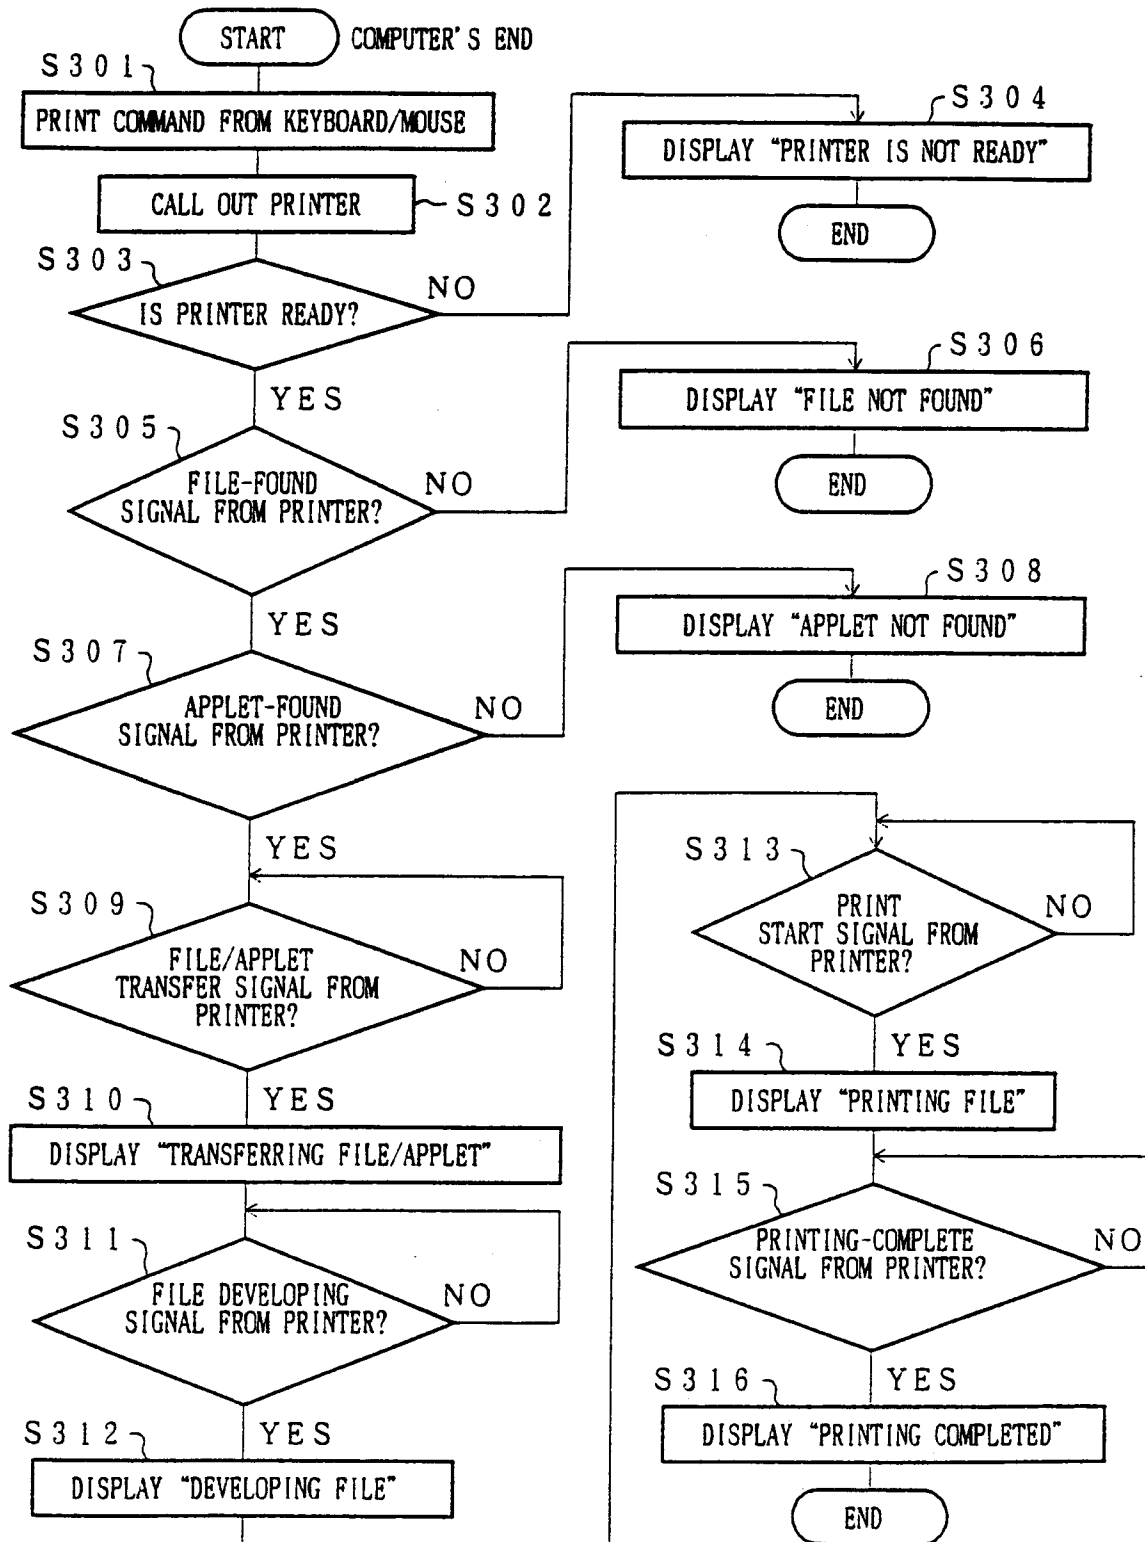 START
COMPUTER'S END
S301
PRINT COMMAND FROM KEYBOARD/MOUSE
CALL OUT PRINTER
S302
S303
IS PRINTER READY?
NO
YES
S304
DISPLAY "PRINTER IS NOT READY"
END
S305
FILE-FOUND
SIGNAL FROM PRINTER?
NO
YES
S306
DISPLAY "FILE NOT FOUND"
END
S307
APPLET-FOUND
SIGNAL FROM PRINTER?
NO
YES
S308
DISPLAY "APPLET NOT FOUND"
END
S309
FILE/APPLET
TRANSFER SIGNAL FROM
PRINTER?
NO
YES
S310
DISPLAY "TRANSFERRING FILE/APPLET"
S311
FILE DEVELOPING
SIGNAL FROM PRINTER?
NO
YES
S312
DISPLAY "DEVELOPING FILE"
S313
PRINT
START SIGNAL FROM
PRINTER?
NO
YES
S314
DISPLAY "PRINTING FILE"
S315
PRINTING-COMPLETE
SIGNAL FROM PRINTER?
NO
YES
S316
DISPLAY "PRINTING COMPLETED"
END